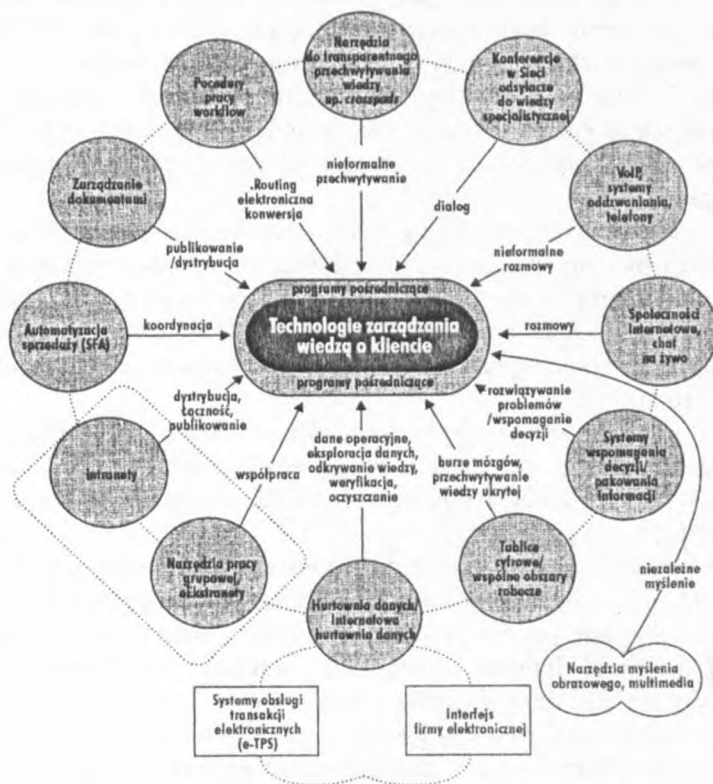 Narzędzia
do transparentnego
przechwytywania
wiedzy
np. crosspads
Konferencje
w Sieci
odsyłacze
do wiedzy
specjalistycznej
Pocedury
pracy
workflow
nieformalne
przechwytywanie
VoIP,
systemy
oddzwaniania,
telefony
Zarządzanie
dokumentami
.Routing
elektroniczna
konwersja
dialog
publikowanie
/dystrybucja
nieformalne
rozmowy
programy pośredniczące
Automatyzacja
sprzedaży (SFA)
koordynacja
Technologie zarządzania
wiedzą o kliencie
rozmowy
Społeczności
Internetowe,
chat
na żywo
programy pośredniczące
dystrybucja,
Łączność,
publikowanie
rozwiązywanie
problemów
/wspomaganie
decyzji
Intranety
współpraca
dane operacyjne,
eksploracja danych,
odkrywanie wiedzy,
weryfikacja,
oczyszczanie
burze mózgów,
przechwytywanie
wiedzy ukrytej
Systemy
wspomagania
decyzji/
pakowania
informacji
Narzędzia pracy
grupowej,
eEkstranety
Hurtownia danych/
Internetowa
hurtownia danych
Tablice
cyfrowe/
wspólne obszary
robocze
niezależne
myślenie
Narzędzia myślenia
obrazowego, multimedia
Systemy obsługi
transakcji
elektronicznych
(e-TPS)
Interfejs
firmy elektronicznej